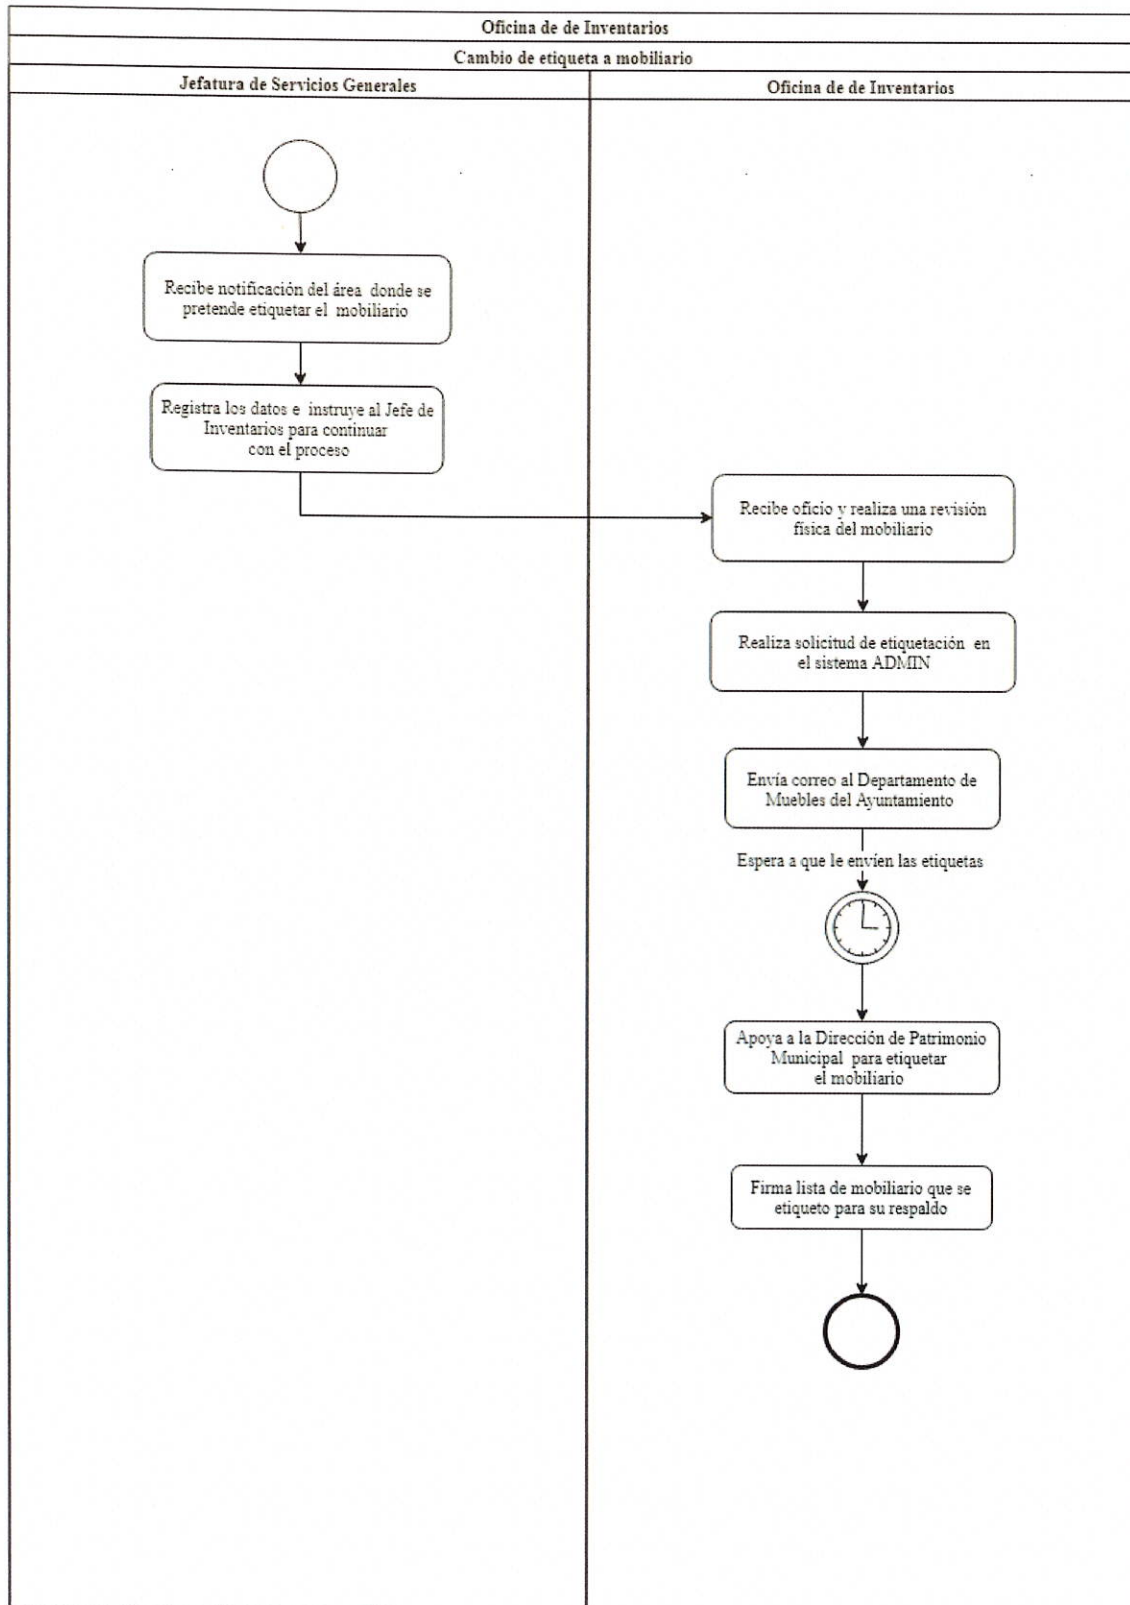 Oficina de de Inventarios
Cambio de etiqueta a mobiliario
Jefatura de Servicios Generales
Oficina de de Inventarios
Recibe notificación del área donde se
pretende etiquetar el mobiliario
Registra los datos e instruye al Jefe de
Inventarios para continuar
con el proceso
Recibe oficio y realiza una revisión
física del mobiliario
Realiza solicitud de etiquetación en
el sistema ADMIN
Envía correo al Departamento de
Muebles del Ayuntamiento
Espera a que le envíen las etiquetas
Apoya a la Dirección de Patrimonio
Municipal para etiquetar
el mobiliario
Firma lista de mobiliario que se
etiqueto para su respaldo